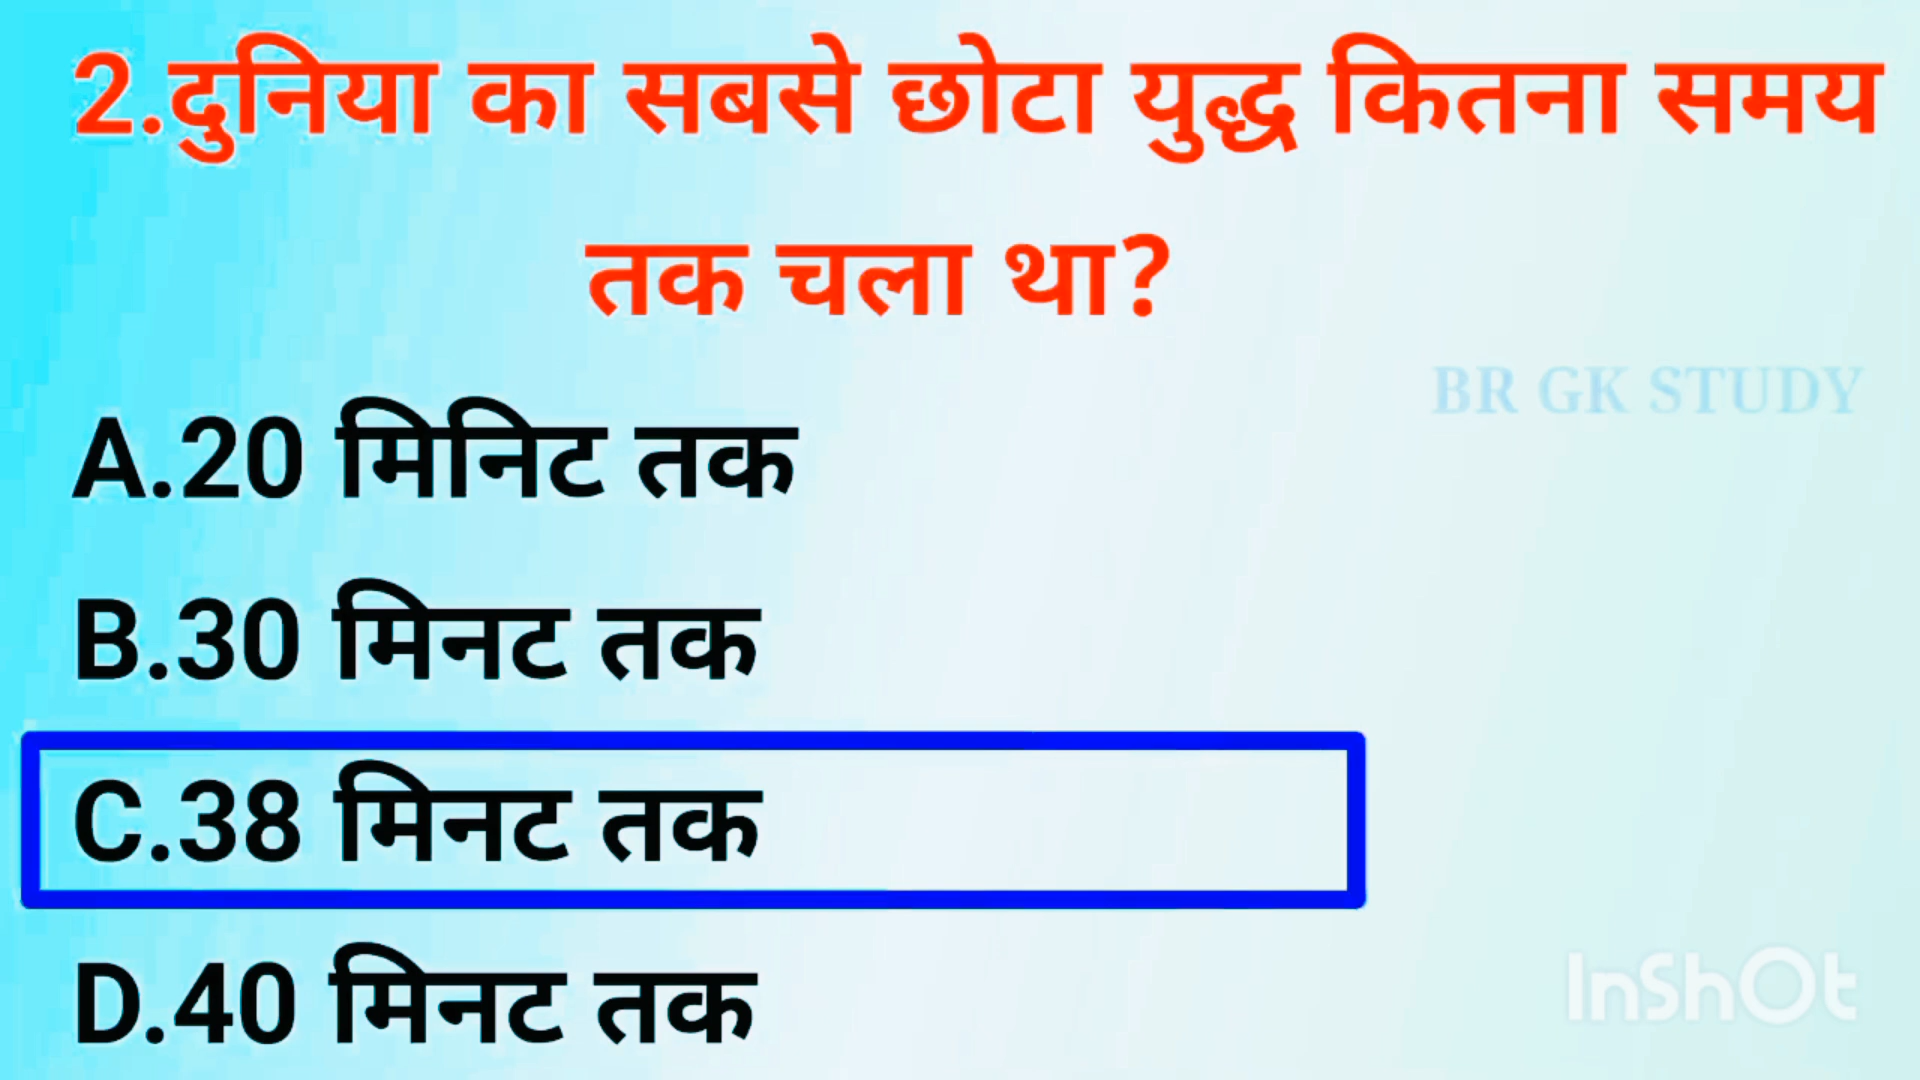 2.दुनिया का सबसे छोटा युद्ध कितना समय
तक चला था?
BR GK STUDY
A.20 मिनिट तक
B.30 मिनट तक
C.38 मिनट तक
D.40 मिनट तक
InShOt